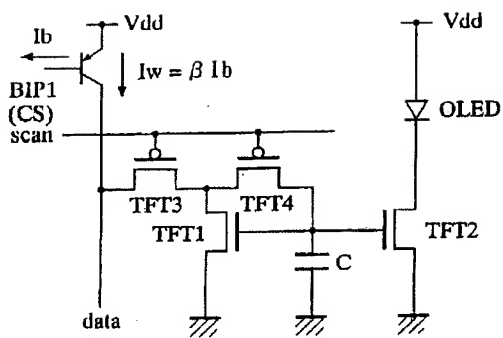 Vdd
Vdd
Ib
Iw = β Ib
BIP1
(CS)
OLED
scan
TFT3
TFT4
TFT1
TFT2
C
data